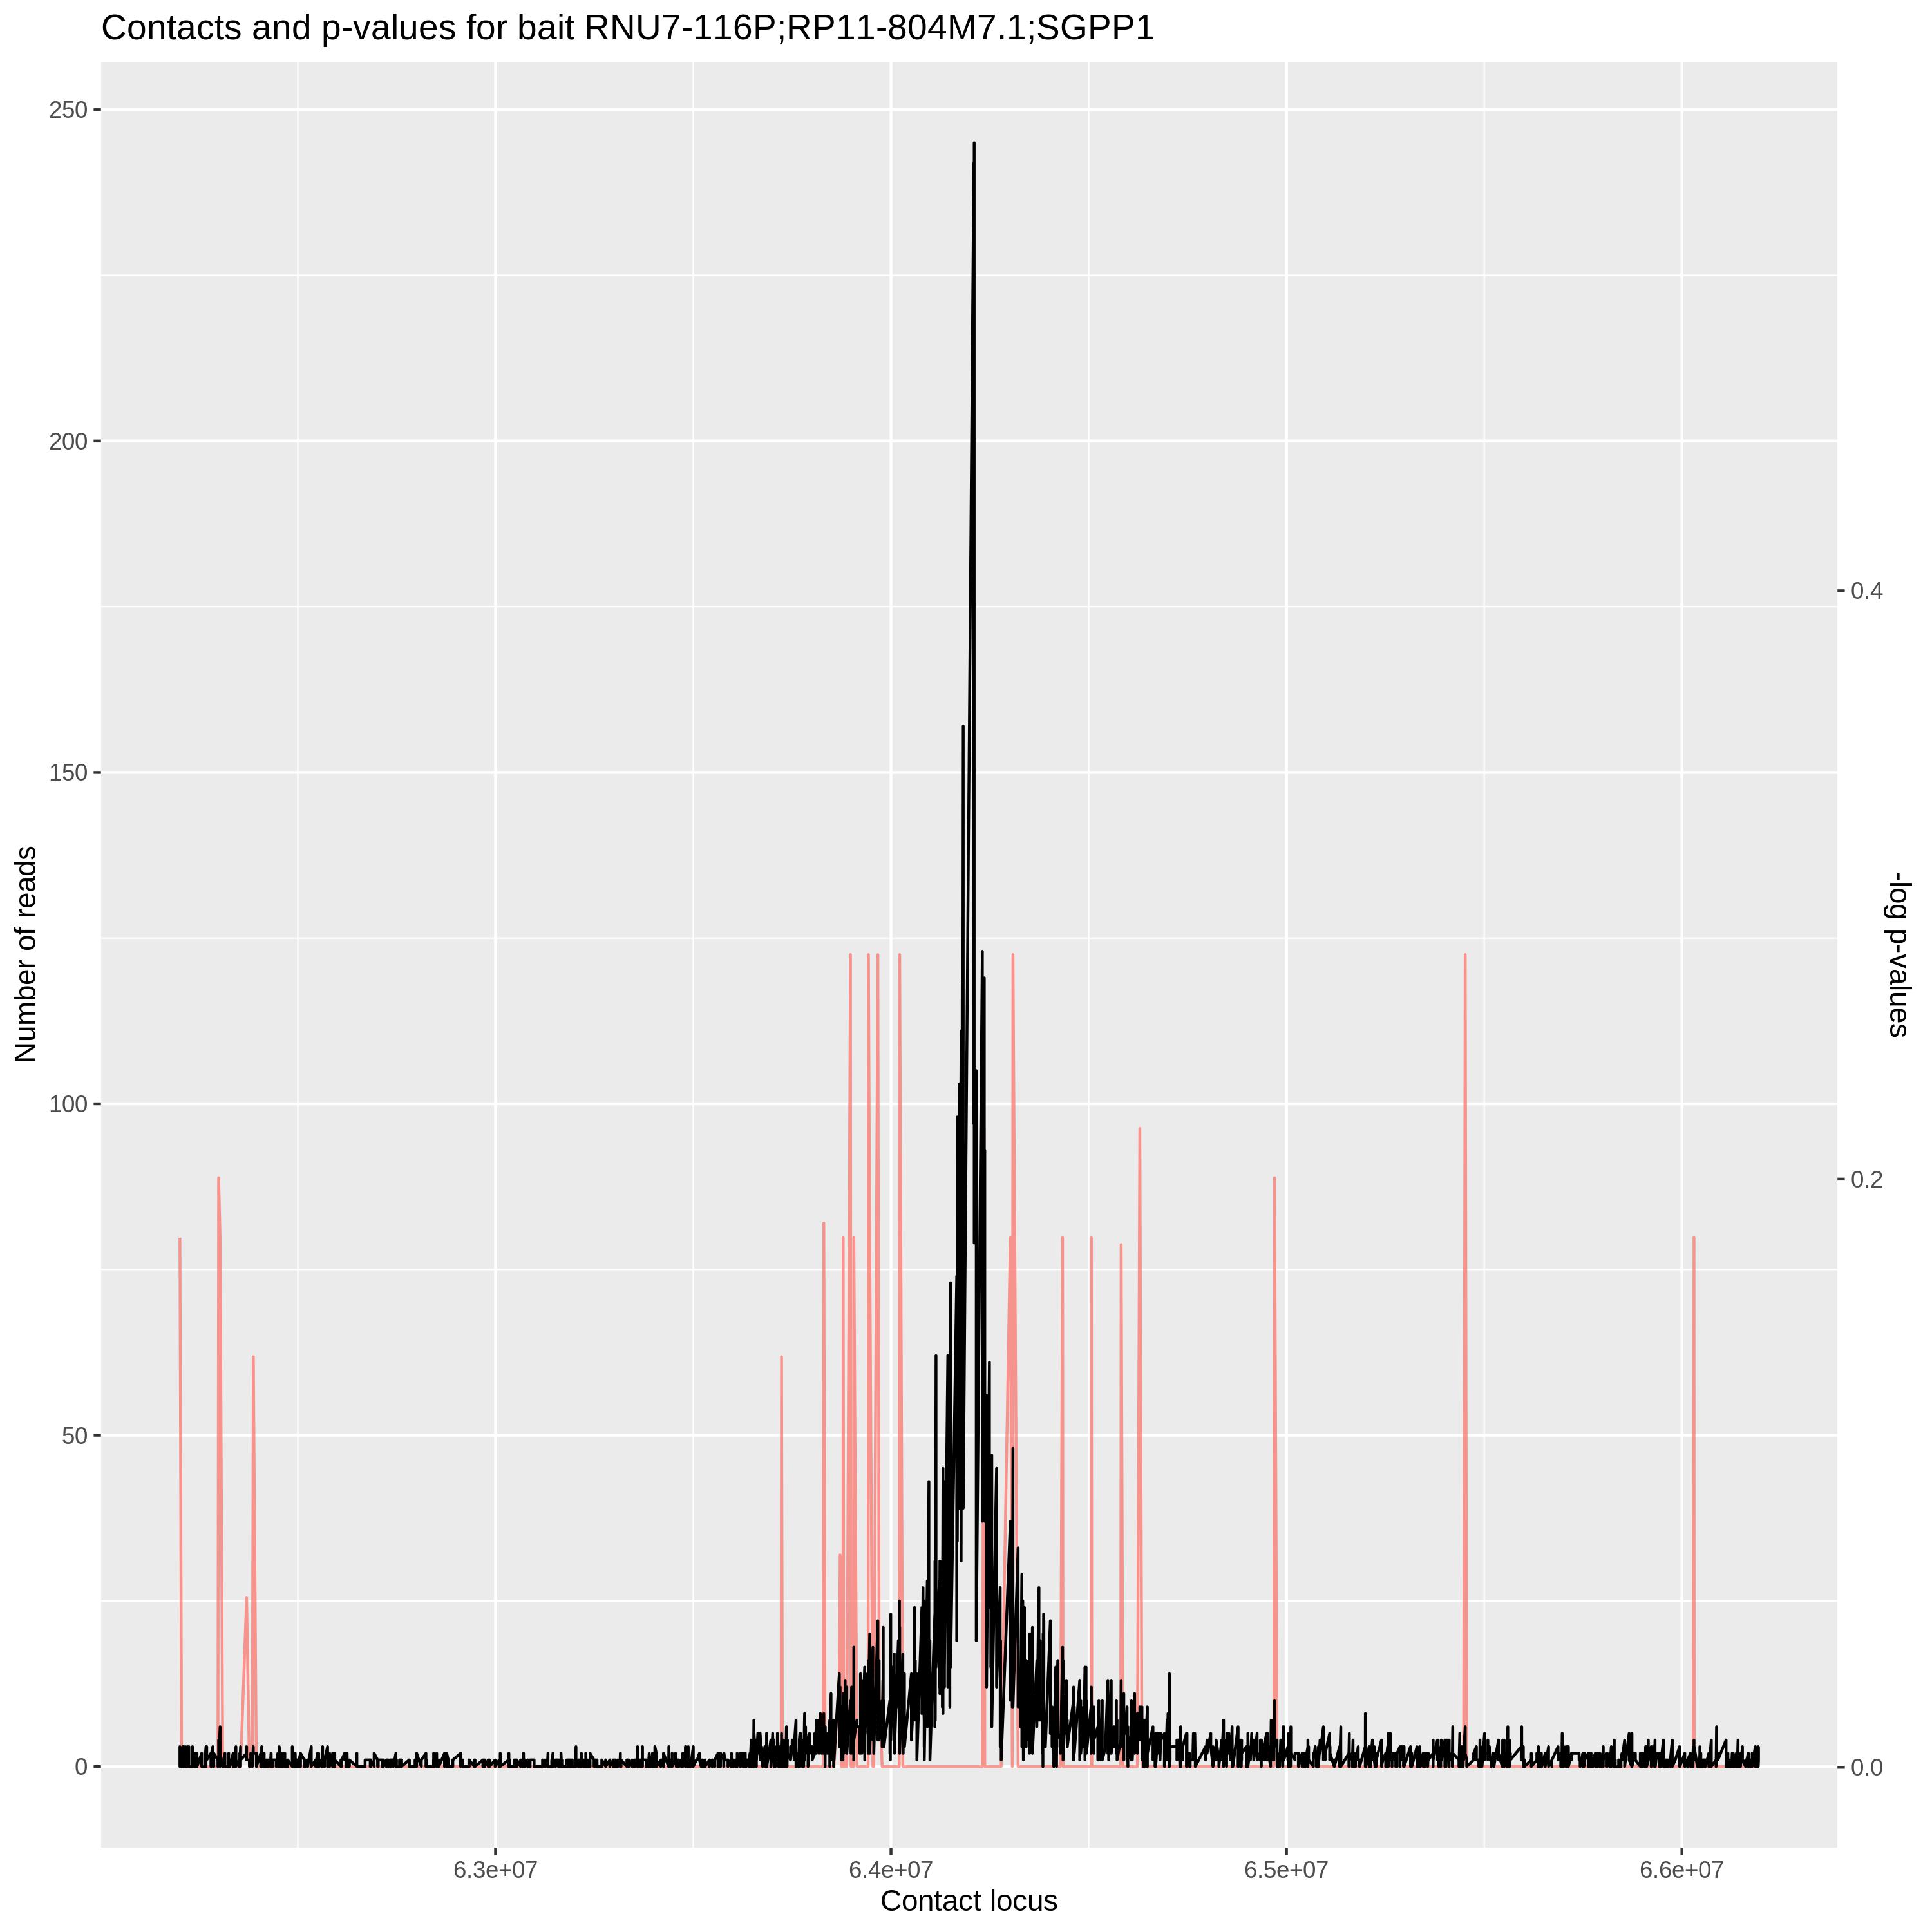 Contacts and p-values for bait RNU7-116P;RP11-804M7.1;SGPP1
250
200
150
100
50
0
Number of reads
0.4
0.2
0.0
-log p-values
6.3e+07
6.4e+07
6.5e+07
6.6e+07
Contact locus